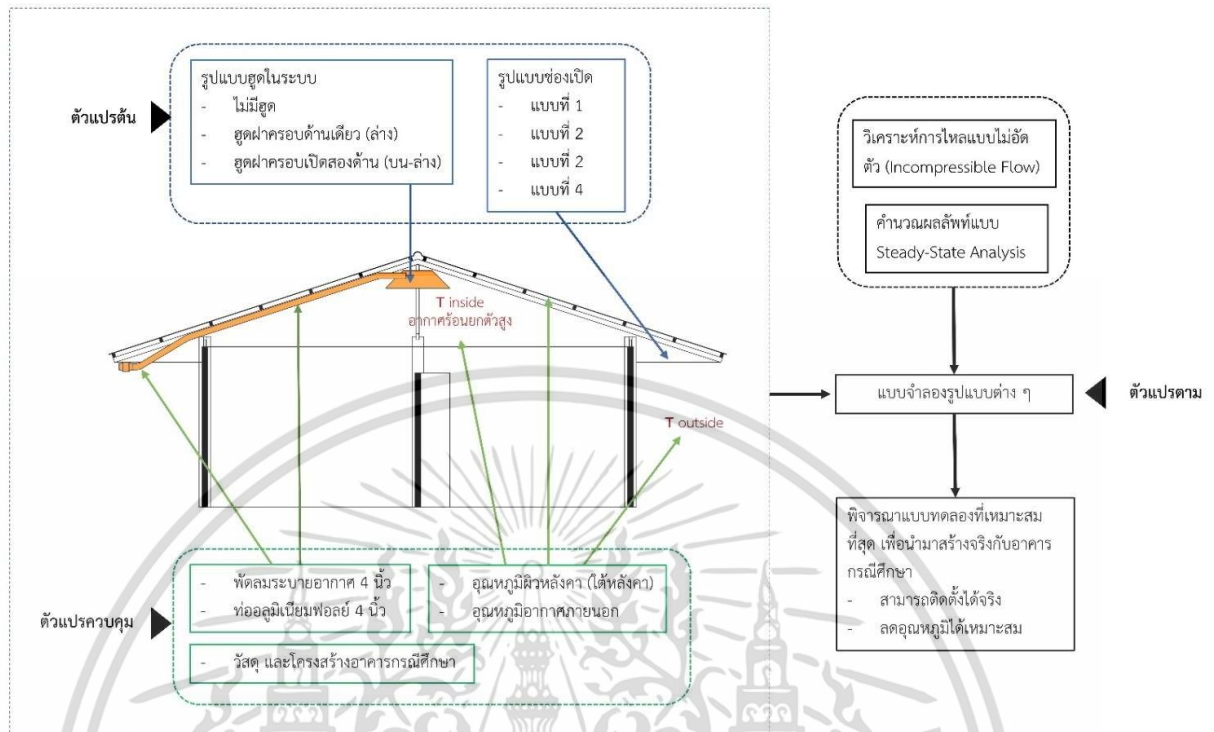 ตัวแปรต้น
รูปแบบฮูดในระบบ
- ไม่มีฮูด
- ฮูดฝาครอบด้านเดียว (ล่าง)
- ฮูดฝาครอบเปิดสองด้าน (บน-ล่าง)
รูปแบบช่องเปิด
- แบบที่ 1
- แบบที่ 2
- แบบที่ 2
- แบบที่ 4
T inside
อากาศร้อนยกตัวสูง
T outside
ตัวแปรควบคุม
- พัดลมระบายอากาศ 4 นิ้ว
- ท่ออลูมิเนียมฟอลย์ 4 นิ้ว
- อุณหภูมิผิวหลังคา (ใต้หลังคา)
- อุณหภูมิอากาศภายนอก
- วัสดุ และโครงสร้างอาคารกรณีศึกษา
วิเคราะห์การไหลแบบไม่อัด
ตัว (Incompressible Flow)
คำนวณผลลัพท์แบบ
Steady-State Analysis
แบบจำลองรูปแบบต่าง ๆ
ตัวแปรตาม
พิจารณาแบบทดลองที่เหมาะสม
ที่สุด เพื่อนำมาสร้างจริงกับอาคาร
กรณีศึกษา
- สามารถติดตั้งได้จริง
- ลดอุณหภูมิได้เหมาะสม